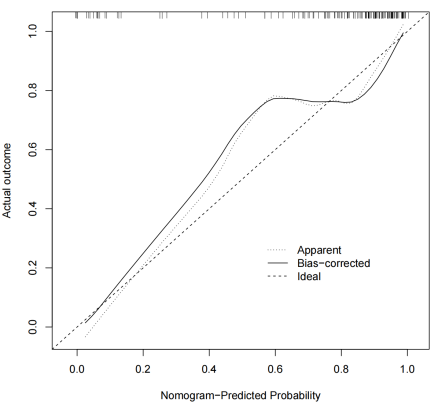 1.0
0.8
0.6
0.4
0.2
0.0
Actual outcome
Apparent
Bias−corrected
Ideal
0.0 0.2 0.4 0.6 0.8 1.0
Nomogram−Predicted Probability